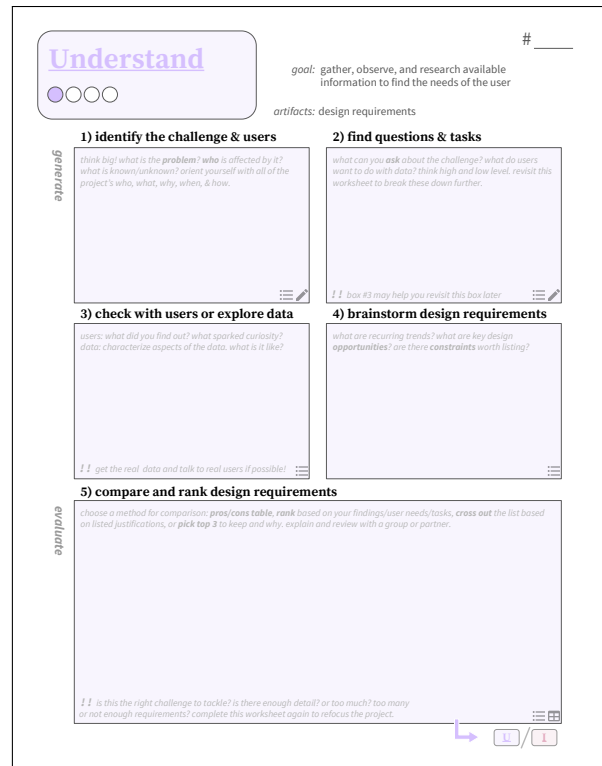 Understand
#
goal: gather, observe, and research available
information to find the needs of the user
artifacts: design requirements
generate
1) identify the challenge & users
think big! what is the problem? who is affected by it?
what is known/unknown? orient yourself with all of the
project's who, what, why, when, & how.
2) find questions & tasks
what can you ask about the challenge? what do users
want to do with data? think high and low level. revisit this
worksheet to break these down further.
!! box #3 may help you revisit this box later
3) check with users or explore data
users: what did you find out? what sparked curiosity?
data: characterize aspects of the data. what is it like?
!! get the real data and talk to real users if possible!
4) brainstorm design requirements
what are recurring trends? what are key design
opportunities? are there constraints worth listing?
evaluate
5) compare and rank design requirements
choose a method for comparison: pros/cons table, rank based on your findings/user needs/tasks, cross out the list based
on listed justifications, or pick top 3 to keep and why. explain and review with a group or partner.
!! is this the right challenge to tackle? is there enough detail? or too much? too many
or not enough requirements? complete this worksheet again to refocus the project.
U / I